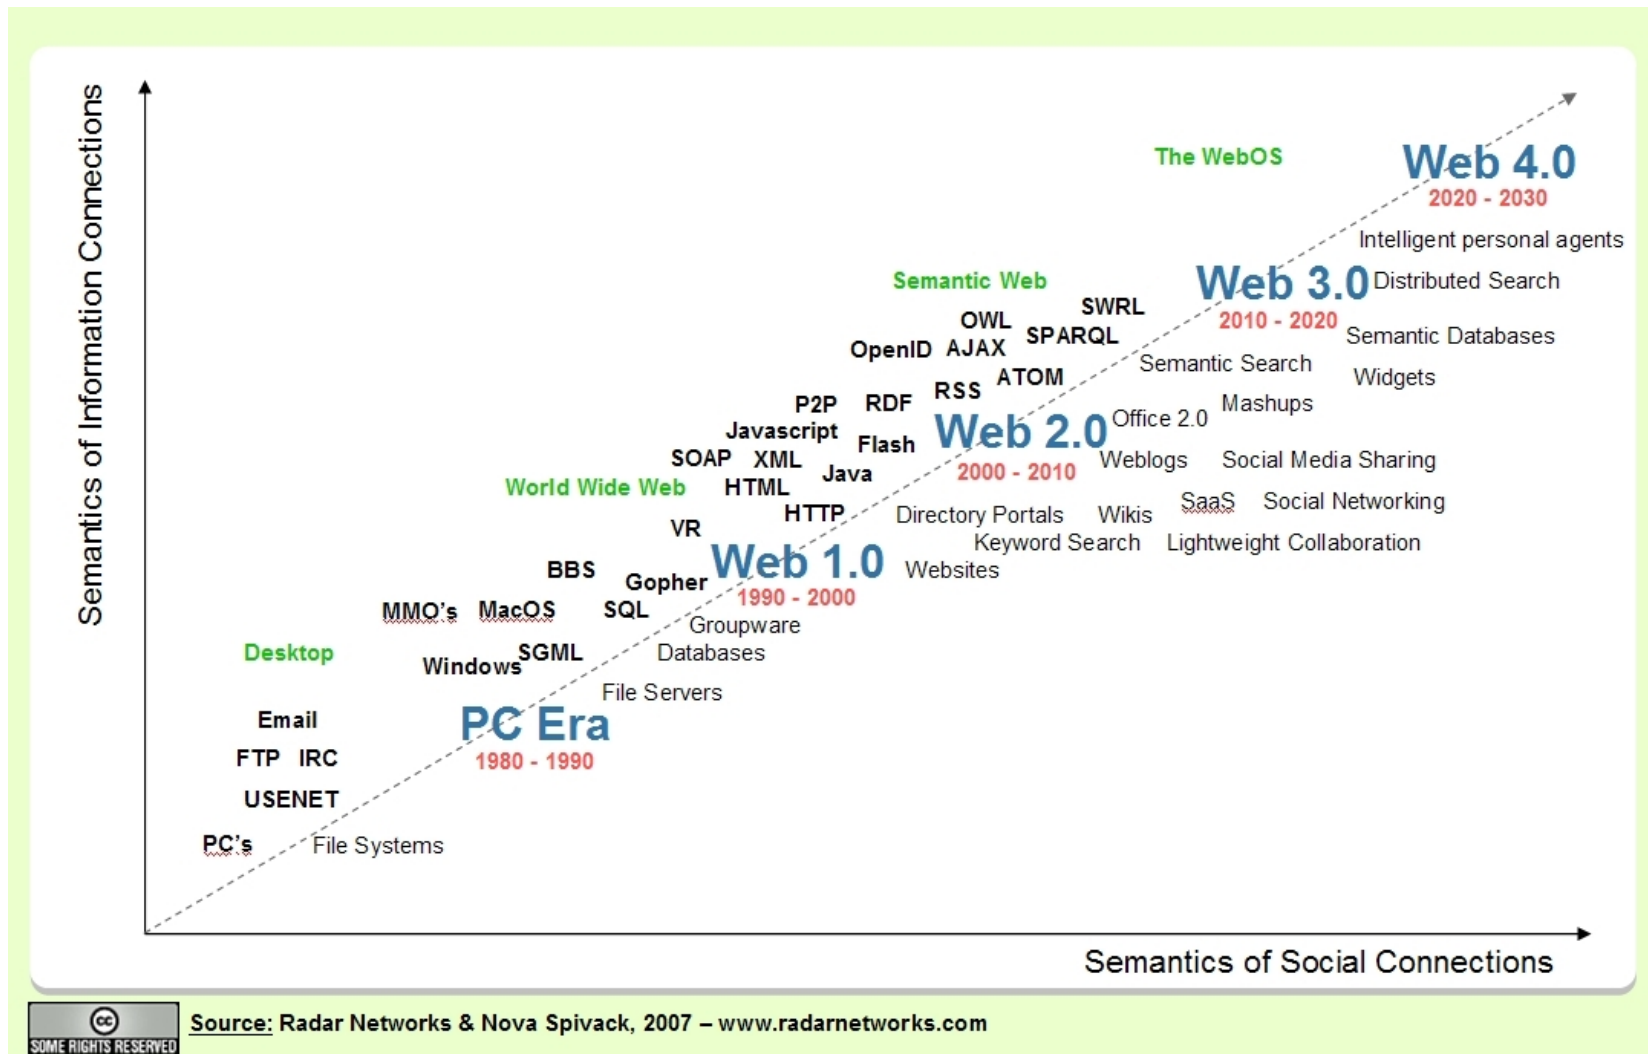 Semantics of Information Connections
The WebOS
Web 4.0
2020 - 2030
Intelligent personal agents
Semantic Web
Web 3.0
Distributed Search
2010 - 2020
SWRL
OWL
SPARQL
Semantic Databases
OpenID
AJAX
Semantic Search
Widgets
ATOM
RSS
P2P
RDF
Mashups
Office 2.0
Web 2.0
Javascript
Flash
2000 - 2010
Weblogs
Social Media Sharing
SOAP
XML
Java
World Wide Web
HTML
SaaS
Social Networking
HTTP
Directory Portals
Wikis
VR
Keyword Search
Lightweight Collaboration
Web 1.0
Websites
1990 - 2000
BBS
Gopher
MMO's
MacOS
SQL
Groupware
Desktop
SGML
Databases
Windows
File Servers
PC Era
1980 - 1990
Email
FTP
IRC
USENET
PC's
File Systems
Semantics of Social Connections
cc
SOME RIGHTS RESERVED
Source: Radar Networks & Nova Spivack, 2007 – www.radarnetworks.com